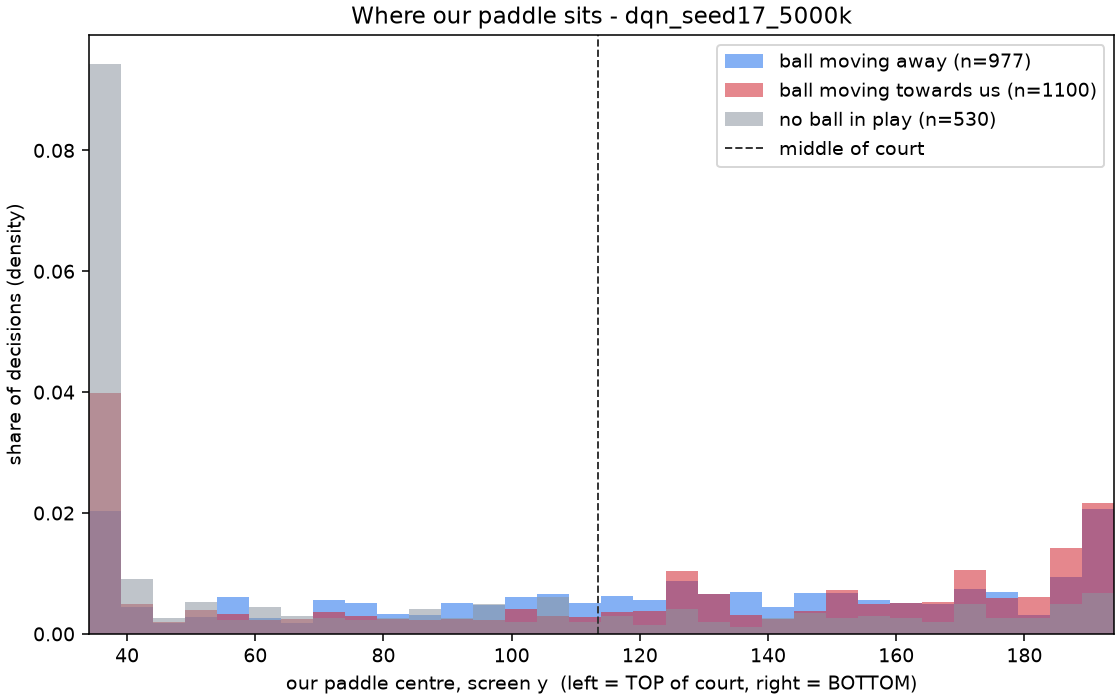 Where our paddle sits - dqn_seed17_5000k
ball moving away (n=977)
ball moving towards us (n=1100)
no ball in play (n=530)
middle of court
share of decisions (density)
0.08
0.06
0.04
0.02
0.00
40 60 80 100 120 140 160 180
our paddle centre, screen y (left = TOP of court, right = BOTTOM)